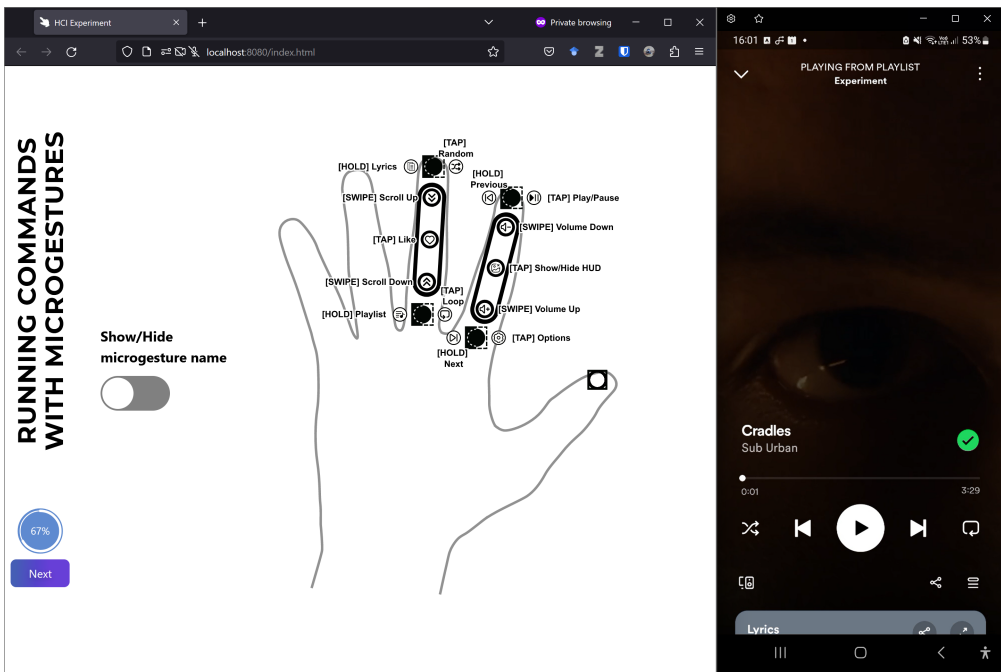 HCI Experiment
Private browsing
localhost:8080/index.html
RUNNING COMMANDS
WITH MICROGESTURES
Show/Hide
microgesture name
67%
Next
[TAP]
Random
[HOLD] Lyrics
[SWIPE] Scroll Up
[TAP] Like
[SWIPE] Scroll Down
[TAP]
Loop
[HOLD] Playlist
[HOLD]
Previous
[TAP] Play/Pause
[SWIPE] Volume Down
[TAP] Show/Hide HUD
[SWIPE] Volume Up
[TAP] Options
[HOLD]
Next
16:01
53%
PLAYING FROM PLAYLIST
Experiment
Cradles
Sub Urban
0:01
3:29
Lyrics